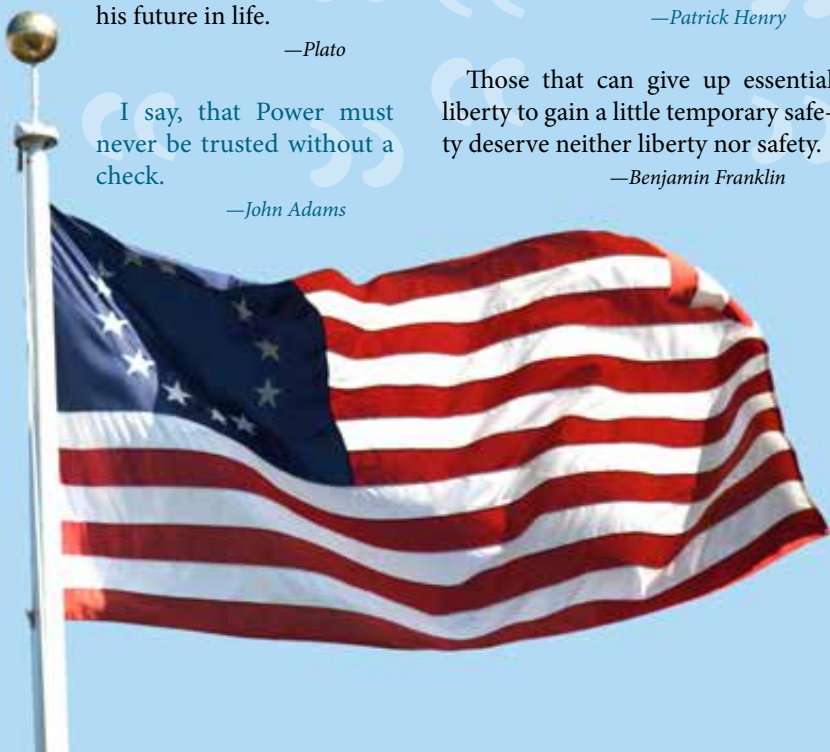 his future in life.
—Plato
I say, that Power must
never be trusted without a
check.
—John Adams
—Patrick Henry
Those that can give up essential
liberty to gain a little temporary safe-
ty deserve neither liberty nor safety.
—Benjamin Franklin